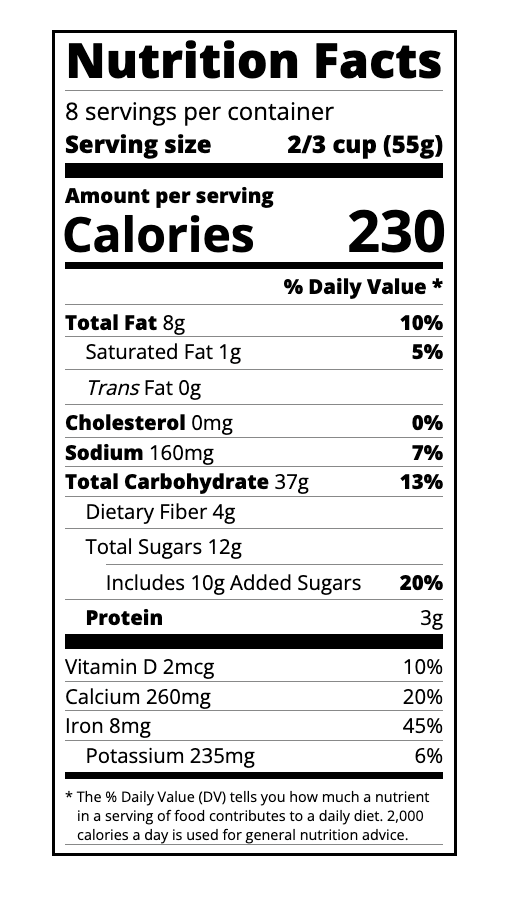 Nutrition Facts
8 servings per container
Serving size 2/3 cup (55g)
Amount per serving
Calories 230
% Daily Value *
Total Fat 8g 10%
Saturated Fat 1g 5%
Trans Fat 0g
Cholesterol 0mg 0%
Sodium 160mg 7%
Total Carbohydrate 37g 13%
Dietary Fiber 4g
Total Sugars 12g
Includes 10g Added Sugars 20%
Protein 3g
Vitamin D 2mcg 10%
Calcium 260mg 20%
Iron 8mg 45%
Potassium 235mg 6%
* The % Daily Value (DV) tells you how much a nutrient
in a serving of food contributes to a daily diet. 2,000
calories a day is used for general nutrition advice.